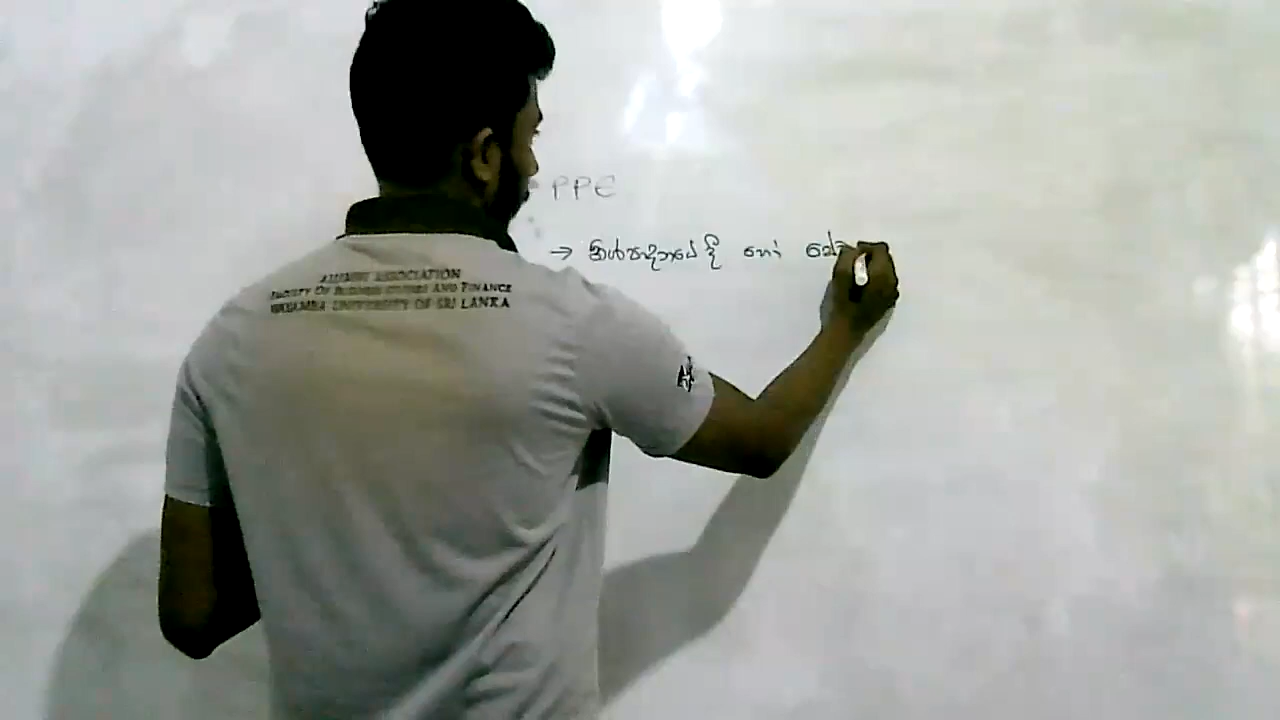 PPE
→ නිශ්පාදනයේ දී හෝ සේව
ALUMNI ASSOCIATION
FACULTY OF BUSINESS STUDIES AND FINANCE
WAYAMBA UNIVERSITY OF SRI LANKA